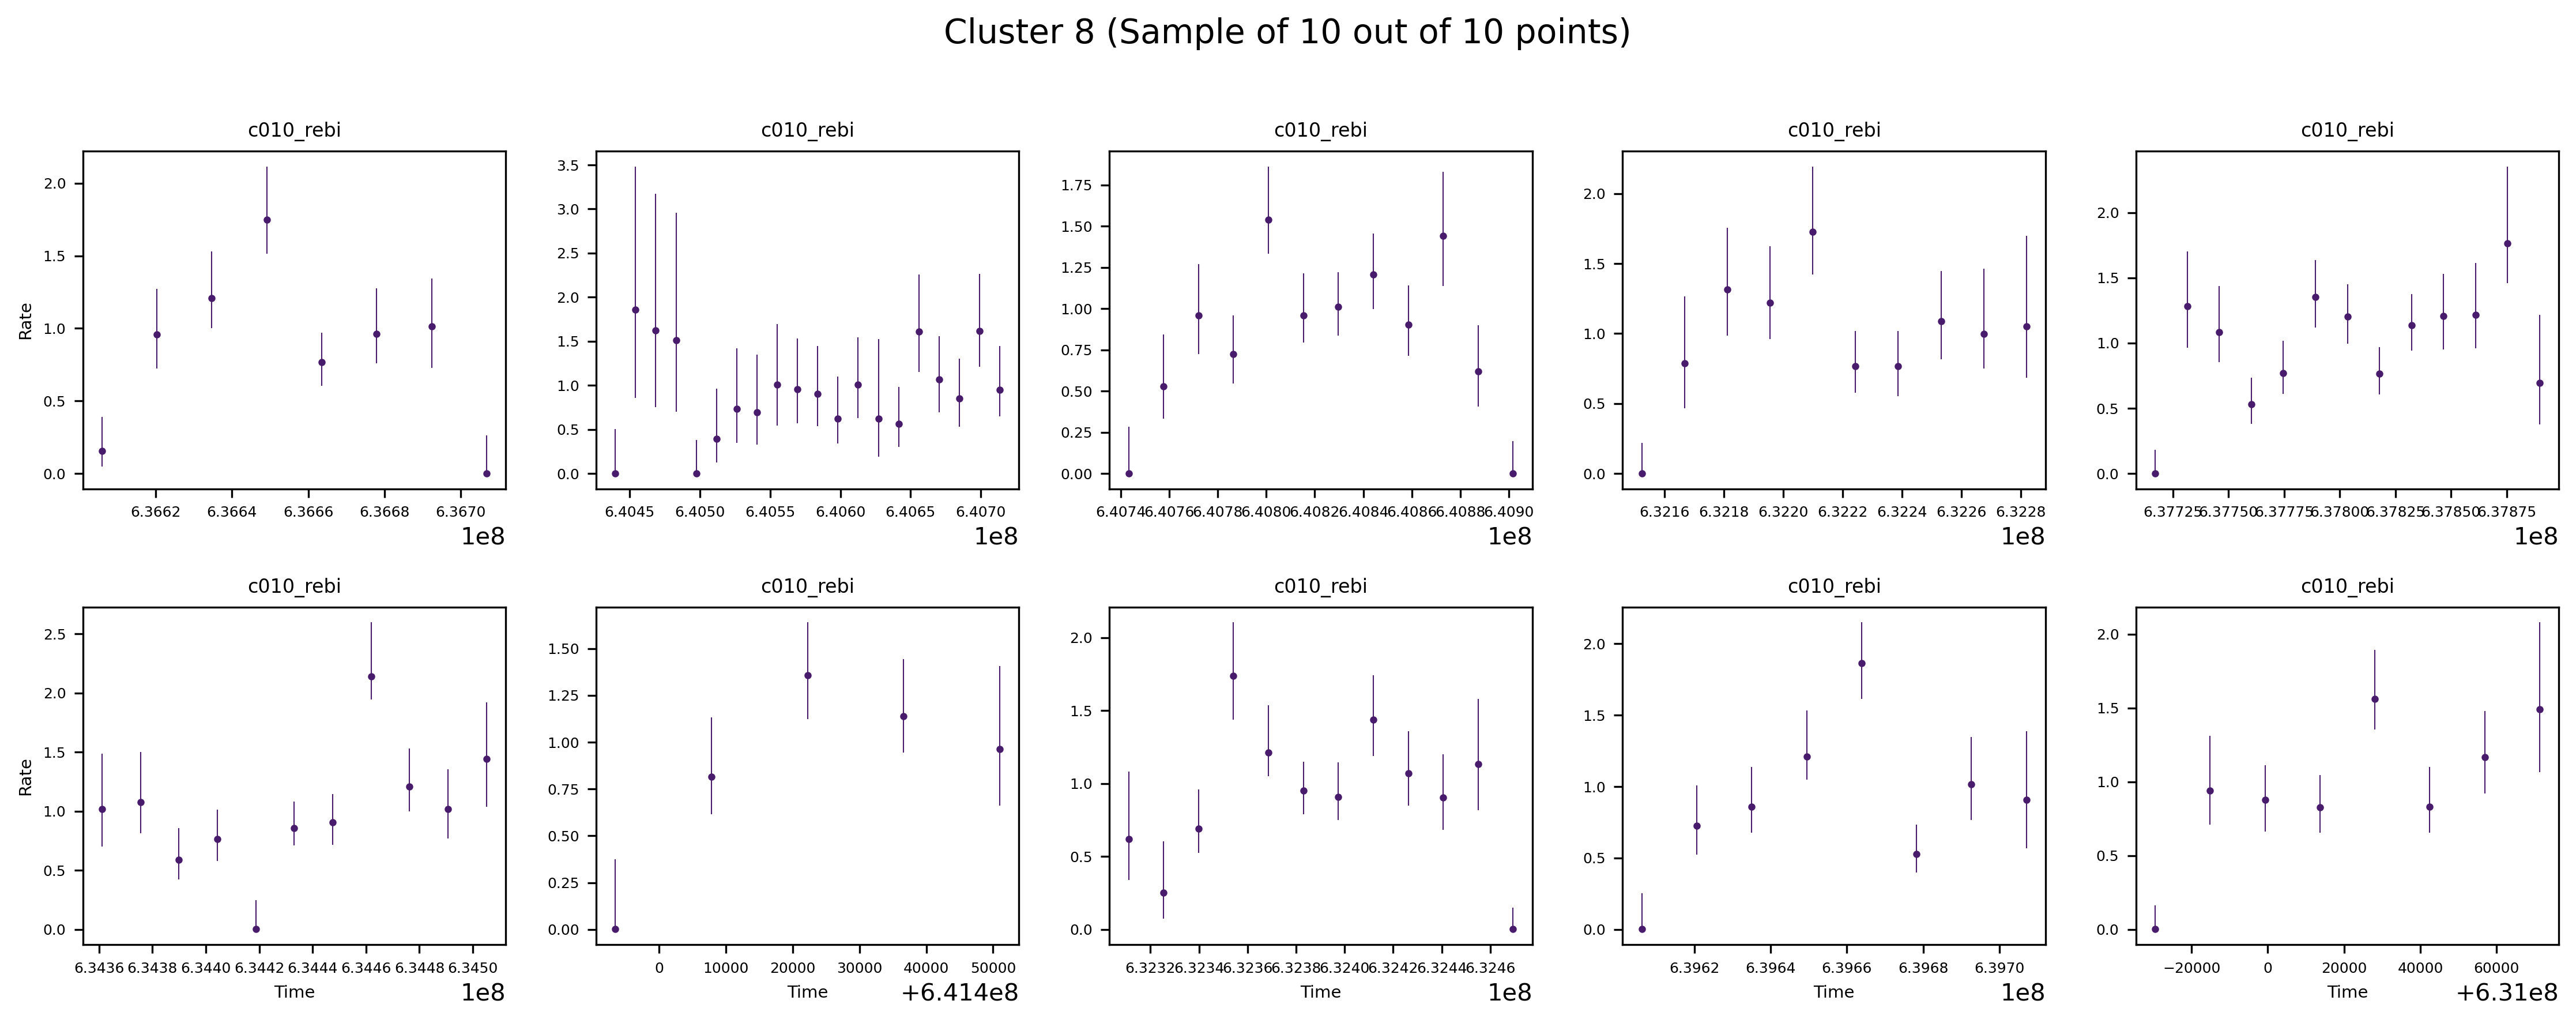 Cluster 8 (Sample of 10 out of 10 points)
c010_rebi c010_rebi c010_rebi c010_rebi c010_rebi
Rate
2.0
1.5
1.0
0.5
0.0
6.3662 6.3664 6.3666 6.3668 6.3670
1e8
3.5
3.0
2.5
2.0
1.5
1.0
0.5
0.0
6.4045 6.4050 6.4055 6.4060 6.4065 6.4070
1e8
1.75
1.50
1.25
1.00
0.75
0.50
0.25
0.00
6.4074 6.4076 6.4078 6.4080 6.4082 6.4084 6.4086 6.4088 6.4090
1e8
2.0
1.5
1.0
0.5
0.0
6.3216 6.3218 6.3220 6.3222 6.3224 6.3226 6.3228
1e8
2.0
1.5
1.0
0.5
0.0
6.37725 6.37750 6.37775 6.37800 6.37825 6.37850 6.37875
1e8
c010_rebi c010_rebi c010_rebi c010_rebi c010_rebi
Rate
2.5
2.0
1.5
1.0
0.5
0.0
6.3436 6.3438 6.3440 6.3442 6.3444 6.3446 6.3448 6.3450
Time 1e8
1.50
1.25
1.00
0.75
0.50
0.25
0.00
0 10000 20000 30000 40000 50000
Time +6.414e8
2.0
1.5
1.0
0.5
0.0
6.3232 6.3234 6.3236 6.3238 6.3240 6.3242 6.3244 6.3246
Time 1e8
2.0
1.5
1.0
0.5
0.0
6.3962 6.3964 6.3966 6.3968 6.3970
Time 1e8
2.0
1.5
1.0
0.5
0.0
−20000 0 20000 40000 60000
Time +6.31e8